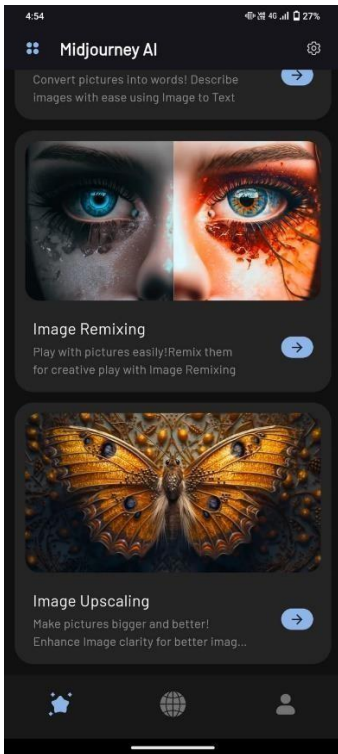 4:54
4G 27%
Midjourney AI
Convert pictures into words! Describe
images with ease using Image to Text
Image Remixing
Play with pictures easily!Remix them
for creative play with Image Remixing
Image Upscaling
Make pictures bigger and better!
Enhance Image clarity for better imag...